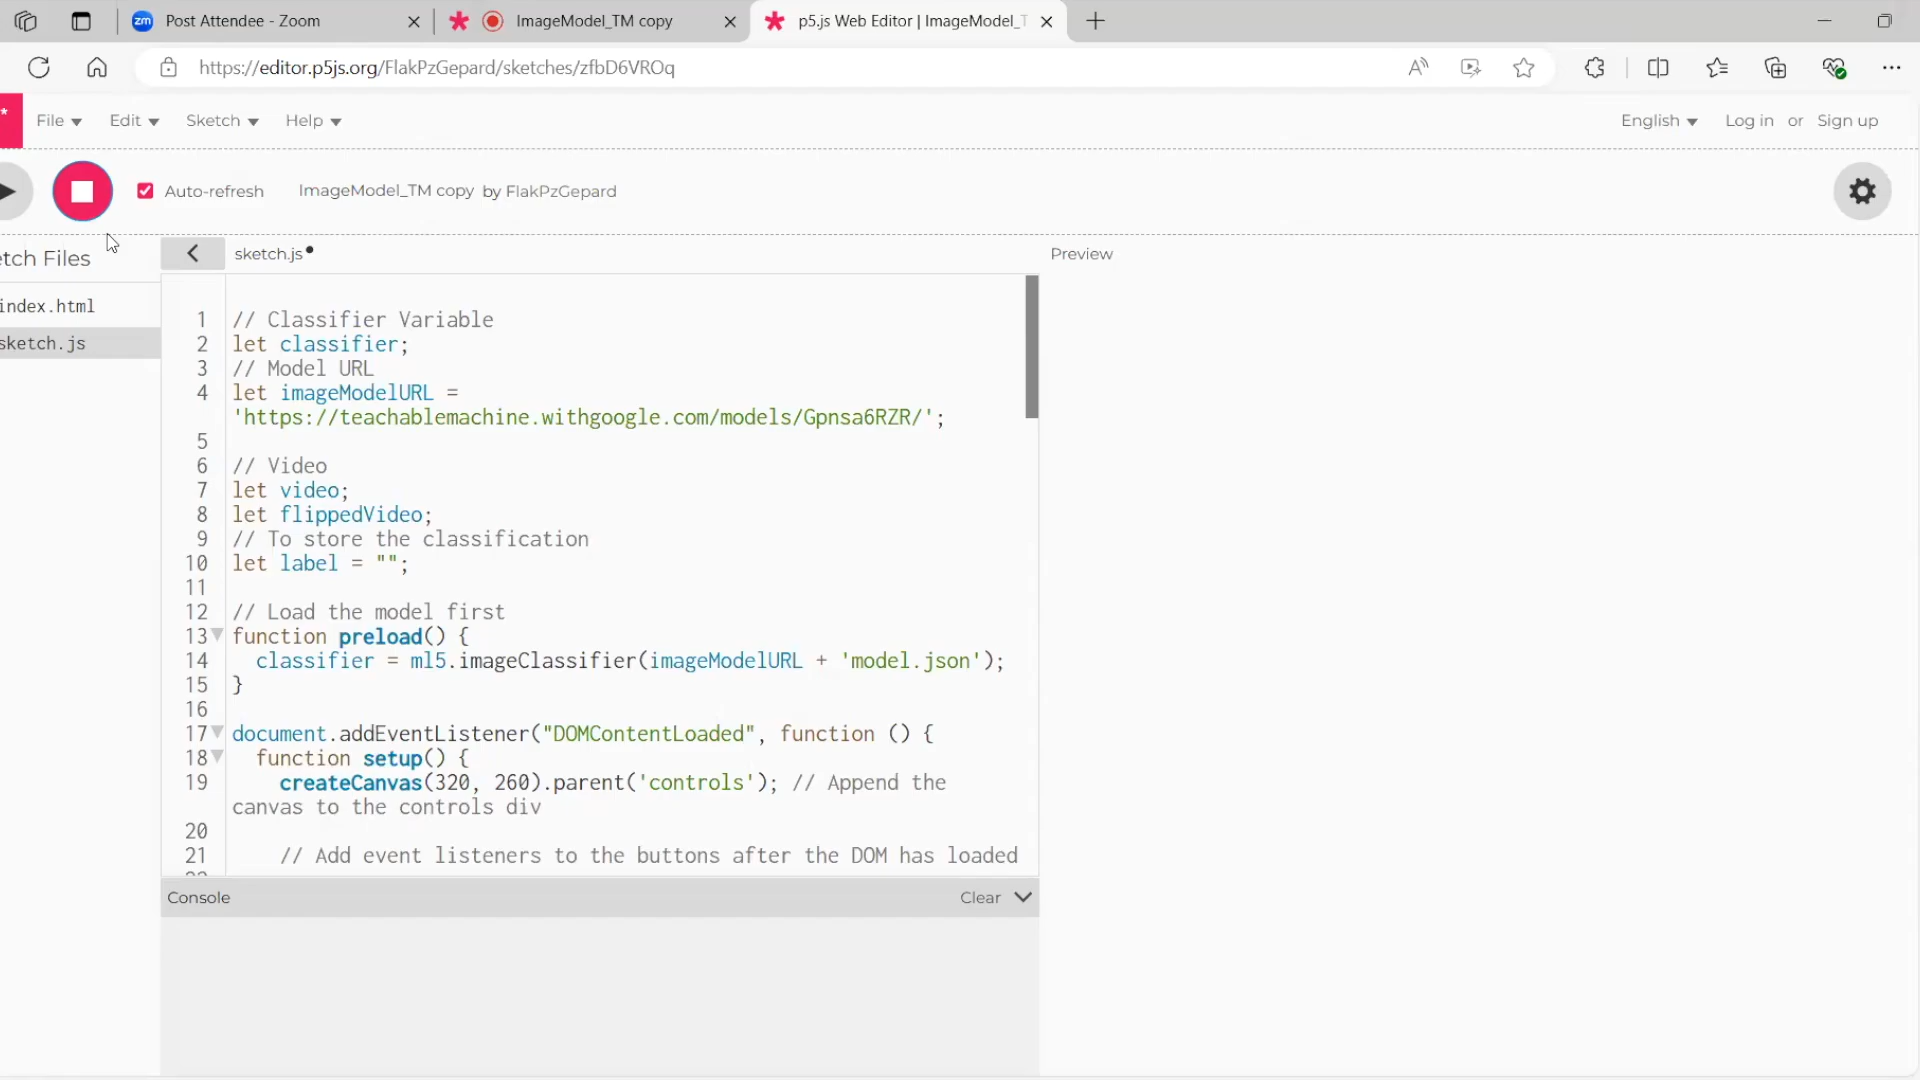 zm Post Attendee - Zoom
ImageModel_TM copy
p5.js Web Editor | ImageModel_T
https://editor.p5js.org/FlakPzGepard/sketches/zfbD6VROq
File
Edit
Sketch
Help
English
Log in or Sign up
Auto-refresh
ImageModel_TM copy by FlakPzGepard
etch Files
sketch.js
Preview
index.html
sketch.js
1 // Classifier Variable
2 let classifier;
3 // Model URL
4 let imageModelURL =
'https://teachablemachine.withgoogle.com/models/Gpnsa6RZR/';
5
6 // Video
7 let video;
8 let flippedVideo;
9 // To store the classification
10 let label = "";
11
12 // Load the model first
13 function preload() {
14 classifier = ml5.imageClassifier(imageModelURL + 'model.json');
15 }
16
17 document.addEventListener("DOMContentLoaded", function () {
18 function setup() {
19 createCanvas(320, 260).parent('controls'); // Append the
canvas to the controls div
20
21 // Add event listeners to the buttons after the DOM has loaded
Console
Clear